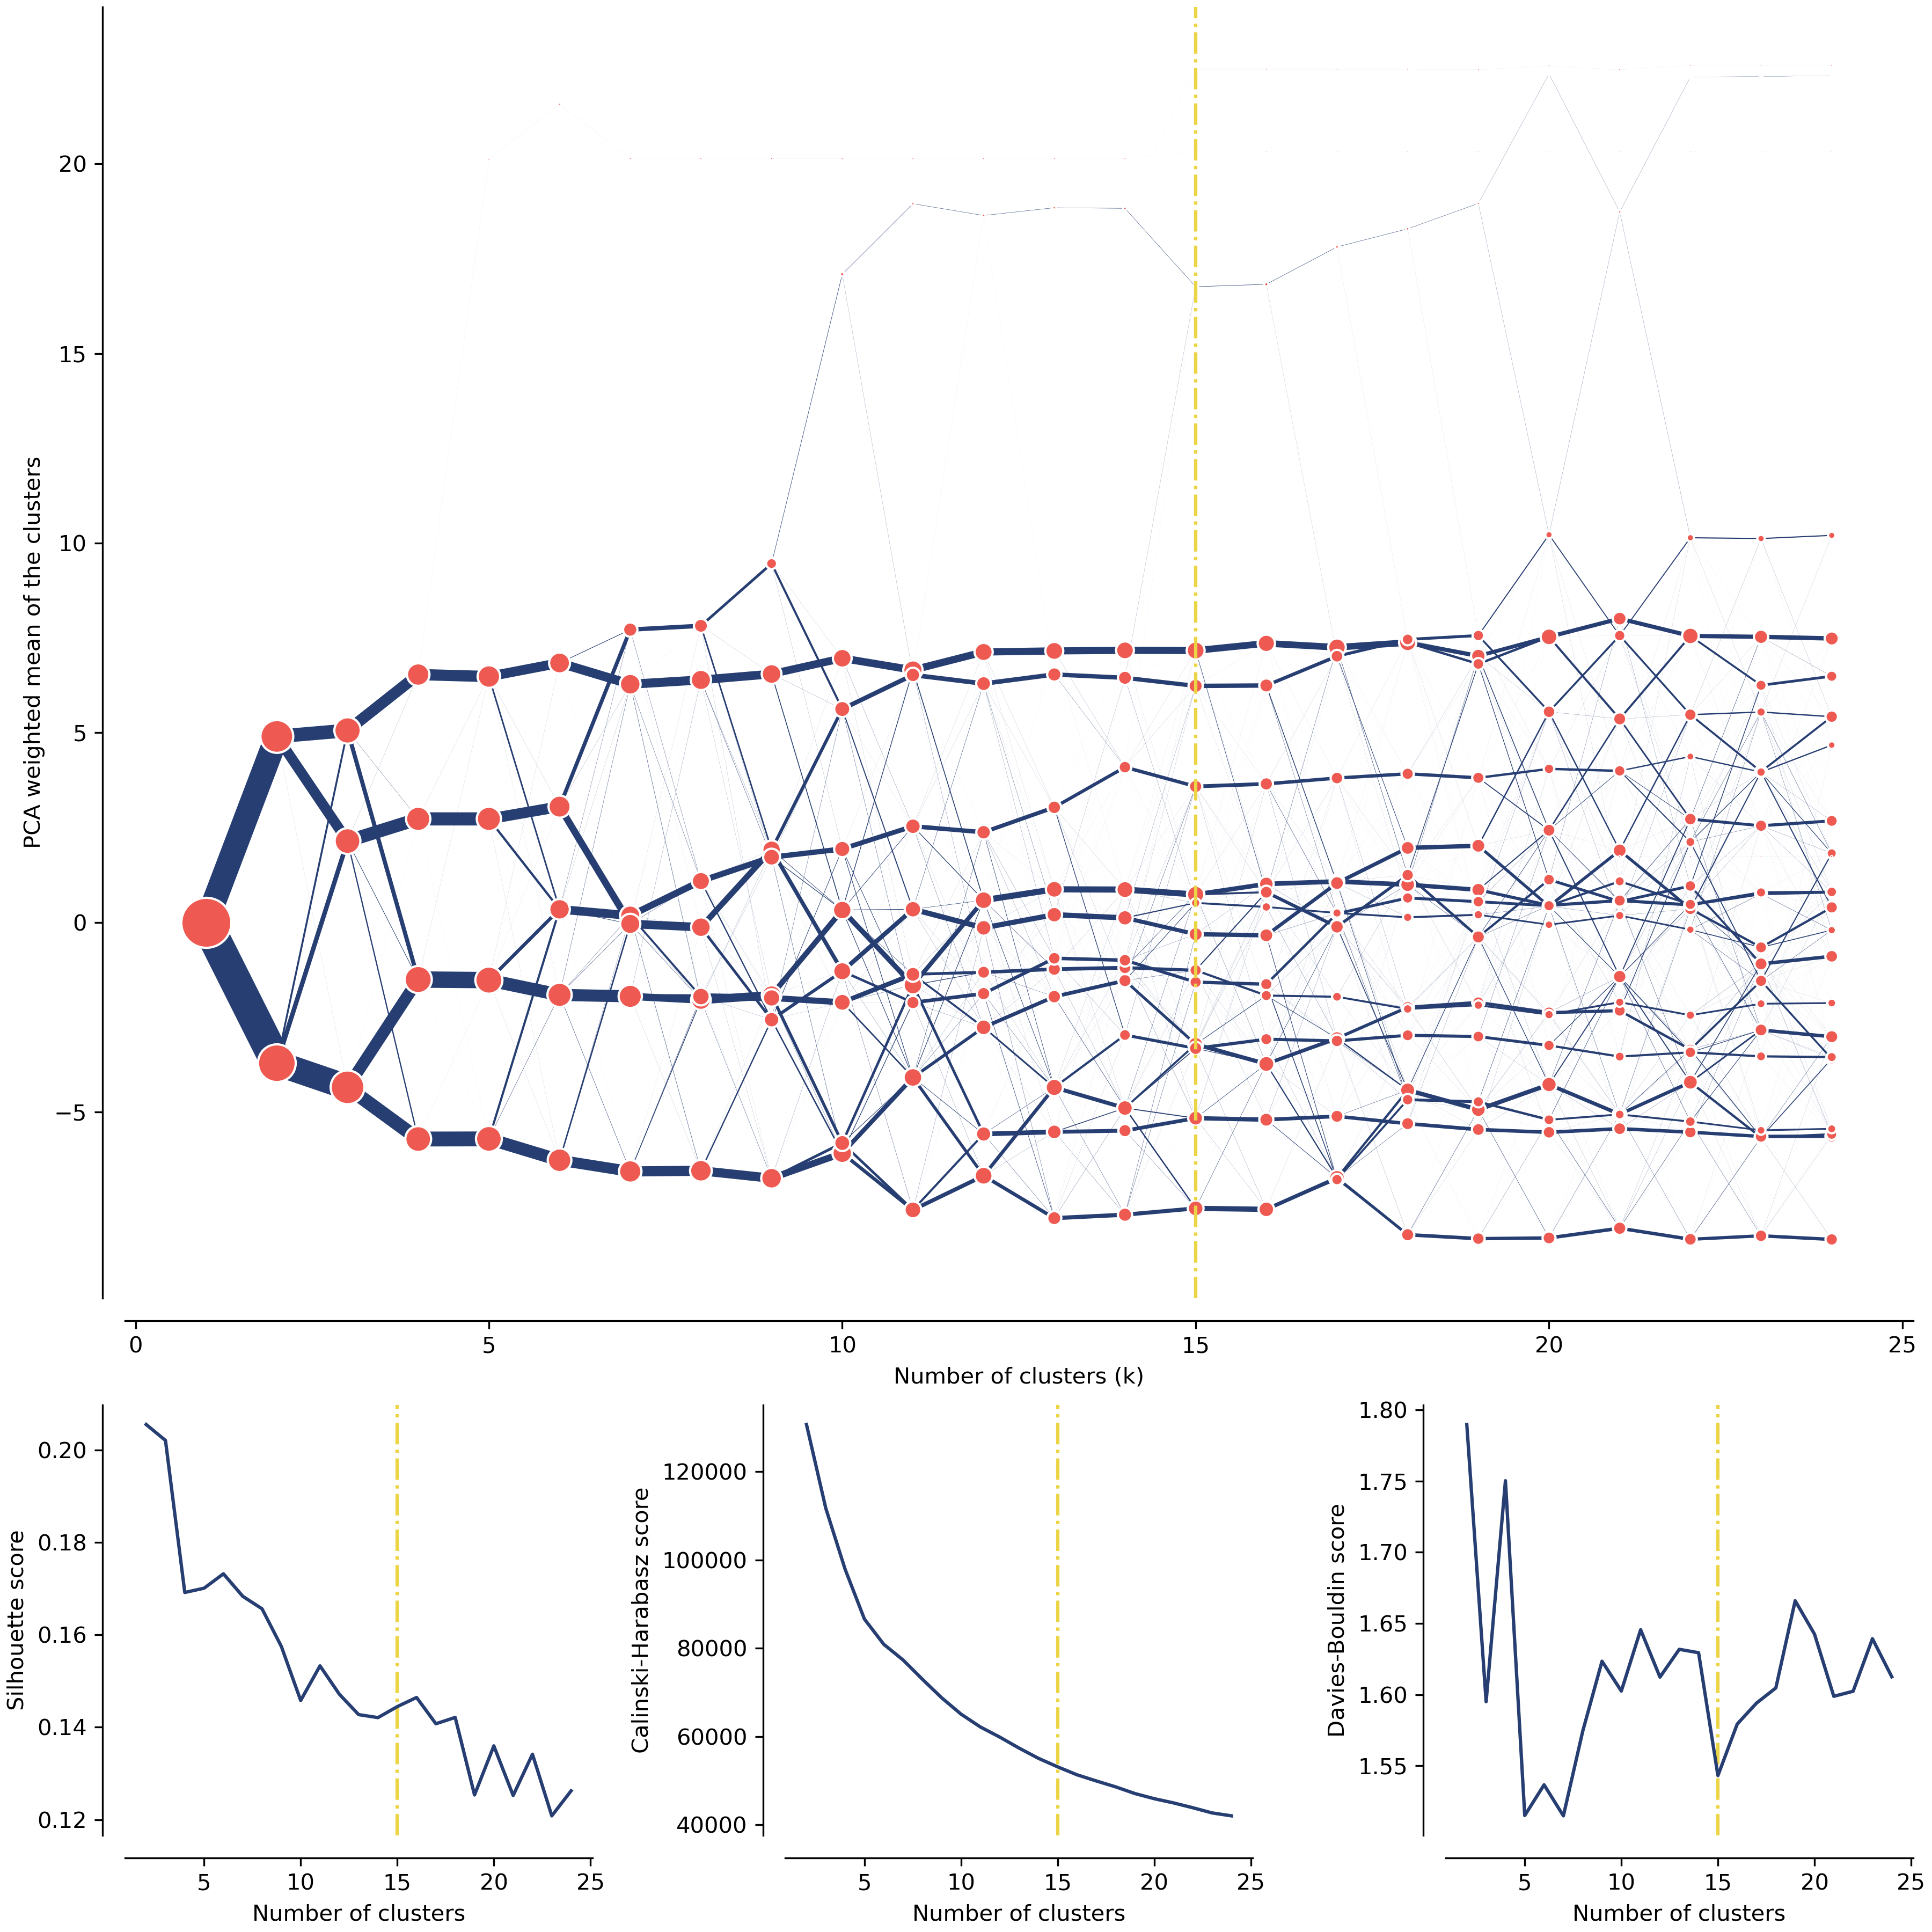 20
15
10
5
0
−5
PCA weighted mean of the clusters
0 5 10 15 20 25
Number of clusters (k)
0.20
0.18
0.16
0.14
0.12
Silhouette score
5 10 15 20 25
Number of clusters
120000
100000
80000
60000
40000
Calinski-Harabasz score
5 10 15 20 25
Number of clusters
1.80
1.75
1.70
1.65
1.60
1.55
Davies-Bouldin score
5 10 15 20 25
Number of clusters